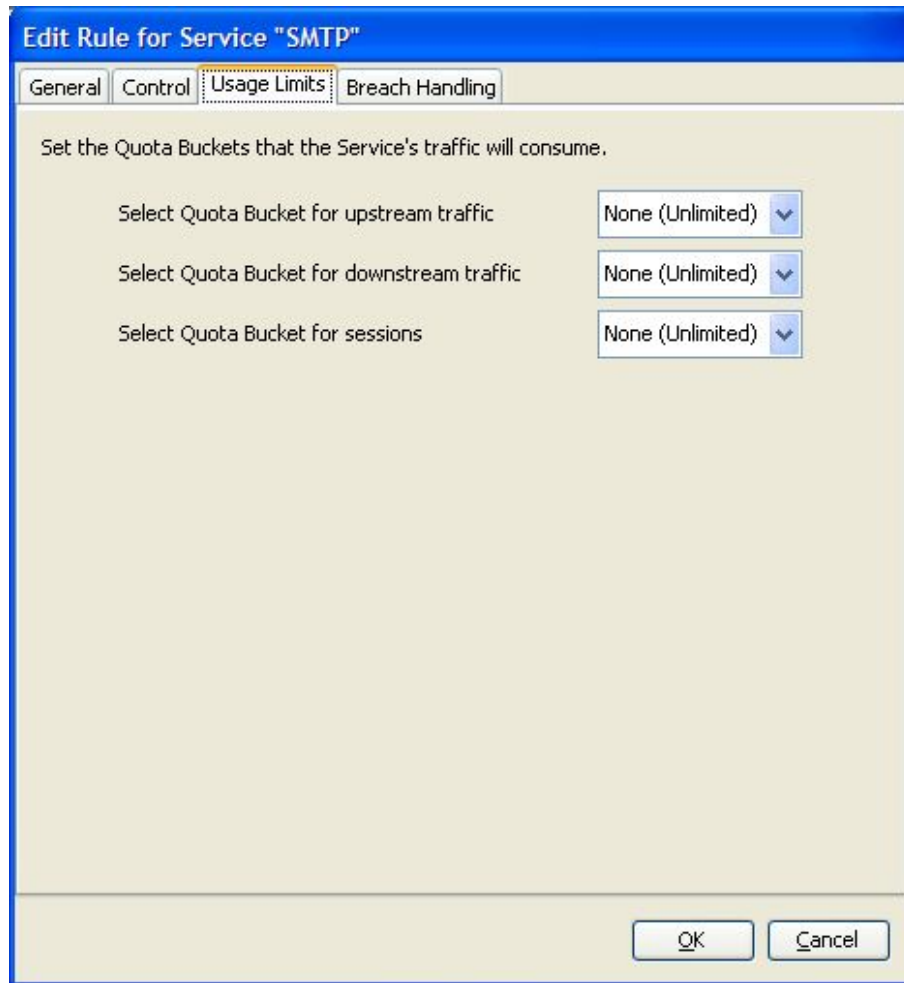 Edit Rule for Service "SMTP"
General Control Usage Limits Breach Handling
Set the Quota Buckets that the Service's traffic will consume.
Select Quota Bucket for upstream traffic None (Unlimited)
Select Quota Bucket for downstream traffic None (Unlimited)
Select Quota Bucket for sessions None (Unlimited)
OK Cancel